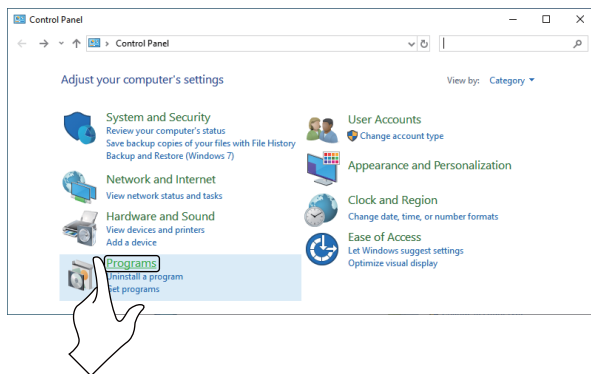 Control Panel
Control Panel
Adjust your computer's settings
View by: Category
System and Security
Review your computer's status
Save backup copies of your files with File History
Backup and Restore (Windows 7)
Network and Internet
View network status and tasks
Hardware and Sound
View devices and printers
Add a device
Programs
Uninstall a program
Get programs
User Accounts
Change account type
Appearance and Personalization
Clock and Region
Change date, time, or number formats
Ease of Access
Let Windows suggest settings
Optimize visual display